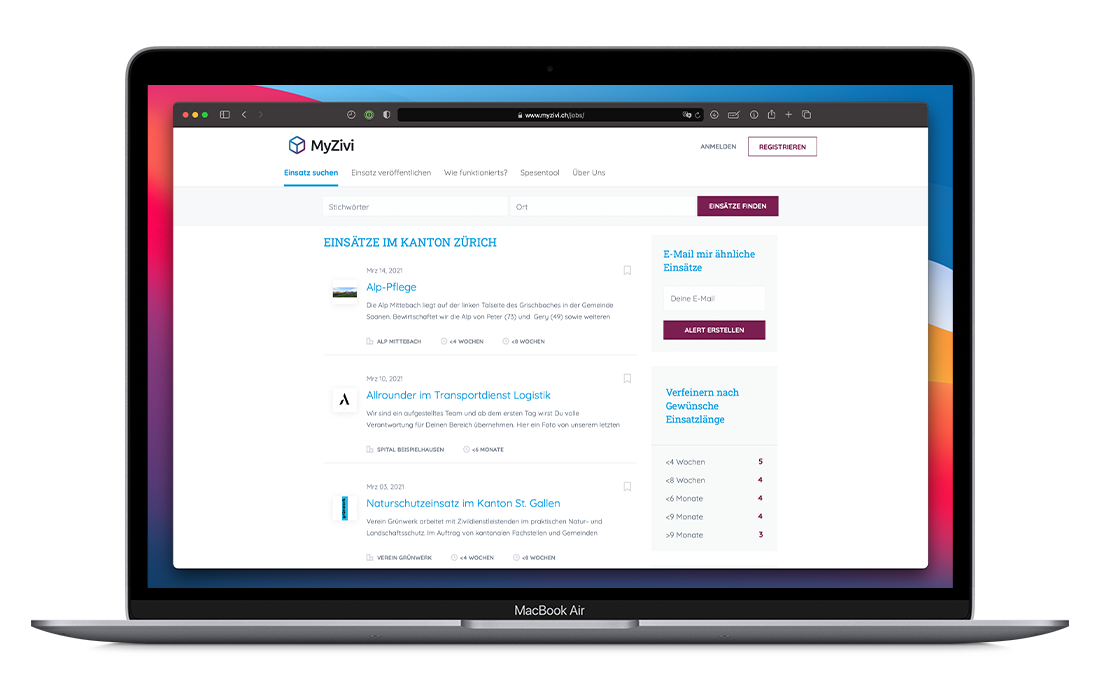 www.myzivi.ch/jobs/
MyZivi
ANMELDEN
REGISTRIEREN
Einsatz suchen
Einsatz veröffentlichen
Wie funktionierts?
Spesentool
Über Uns
Stichwörter
Ort
EINSÄTZE FINDEN
EINSÄTZE IM KANTON ZÜRICH
Mrz 14, 2021
Alp-Pflege
Die Alp Mittebach liegt auf der linken Talseite des Grischbaches in der Gemeinde
Saanen. Bewirtschaftet wir die Alp von Peter (73) und Gery (49) sowie weiteren
ALP MITTEBACH
<4 WOCHEN
<8 WOCHEN
Mrz 10, 2021
Allrounder im Transportdienst Logistik
Wir sind ein aufgestelltes Team und ab dem ersten Tag wirst Du volle
Verantwortung für Deinen Bereich übernehmen. Hier ein Foto von unserem letzten
SPITAL BEISPIELHAUSEN
<6 MONATE
Mrz 03, 2021
Naturschutzeinsatz im Kanton St. Gallen
Verein Grünwerk arbeitet mit Zivildienstleistenden im praktischen Natur- und
Landschaftsschutz. Im Auftrag von kantonalen Fachstellen und Gemeinden
VEREIN GRÜNWERK
<4 WOCHEN
<8 WOCHEN
E-Mail mir ähnliche
Einsätze
Deine E-Mail
ALERT ERSTELLEN
Verfeinern nach
Gewünsche
Einsatzlänge
<4 Wochen 5
<8 Wochen 4
<6 Monate 4
<9 Monate 4
>9 Monate 3
MacBook Air